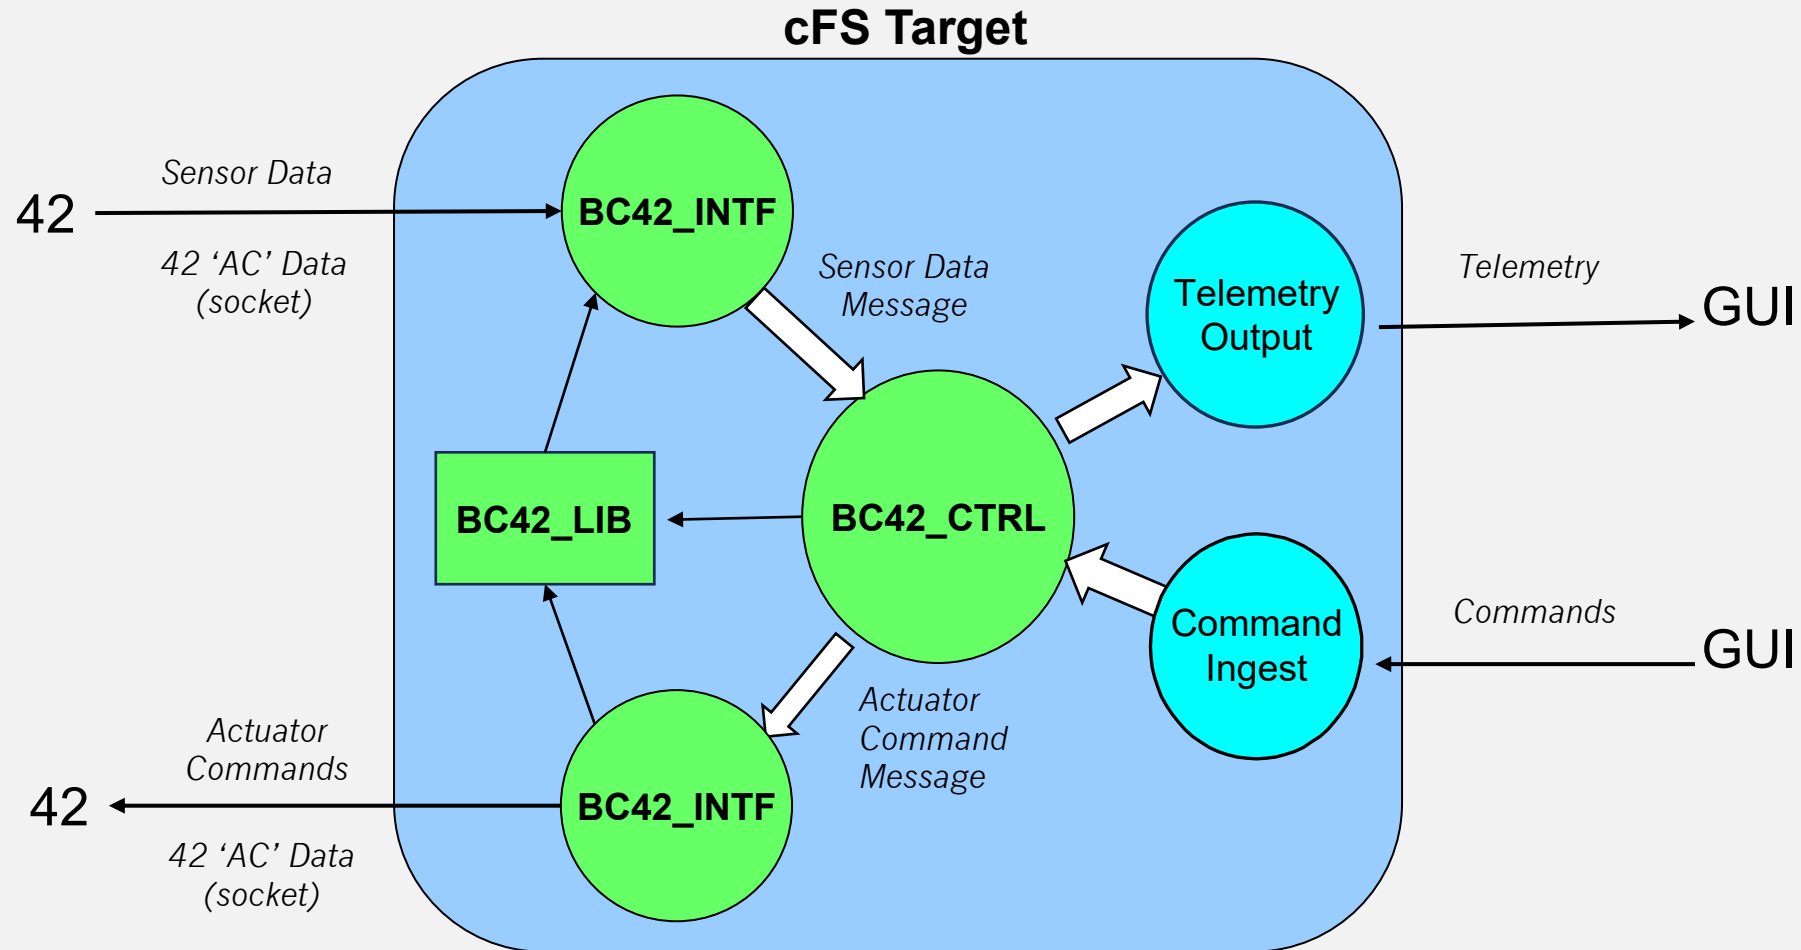 cFS Target
Sensor Data
42
42 ‘AC’ Data
(socket)
BC42_INTF
Sensor Data
Message
Telemetry
Output
Telemetry
GUI
BC42_LIB
BC42_CTRL
Command
Ingest
Commands
GUI
Actuator
Command
Message
Actuator
Commands
42
42 ‘AC’ Data
(socket)
BC42_INTF